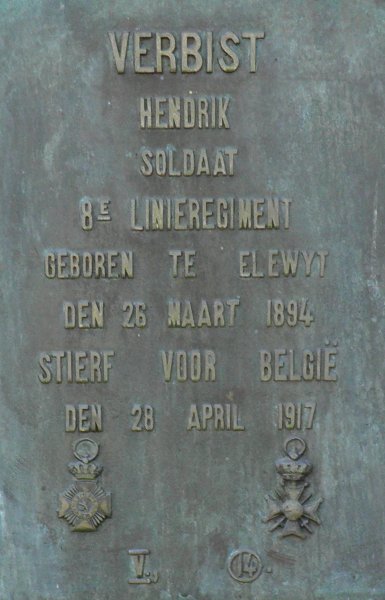 VERBIST
HENDRIK
SOLDAAT
8E LINIEREGIMENT
GEBOREN TE ELEWYT
DEN 26 MAART 1894
STIERF VOOR BELGIË
DEN 28 APRIL 1917
V. 14.